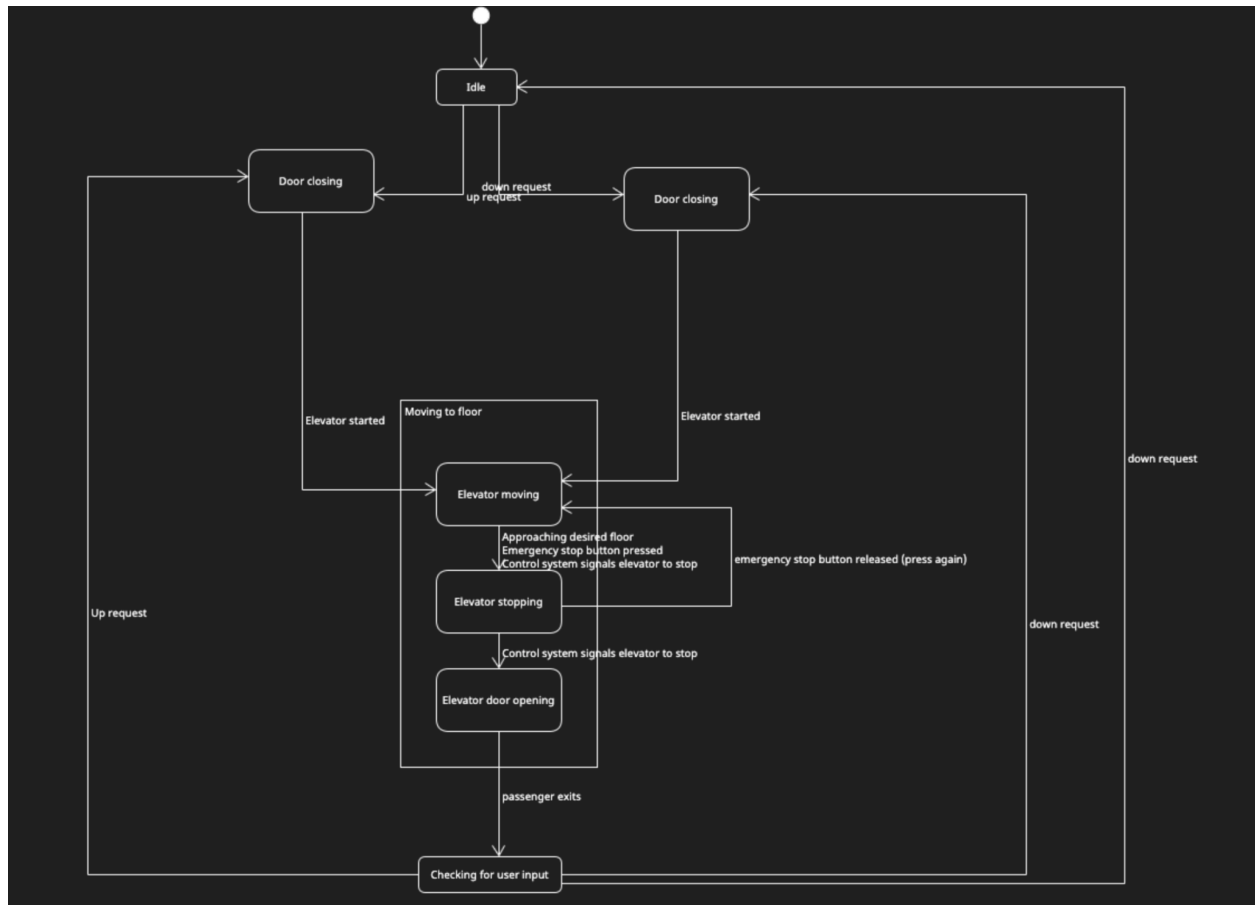 Idle
Door closing
down request
up request
Door closing
Moving to floor
Elevator started
Elevator started
down request
Elevator moving
Approaching desired floor
Emergency stop button pressed
Control system signals elevator to stop
emergency stop button released (press again)
Elevator stopping
Up request
down request
Control system signals elevator to stop
Elevator door opening
passenger exits
Checking for user input